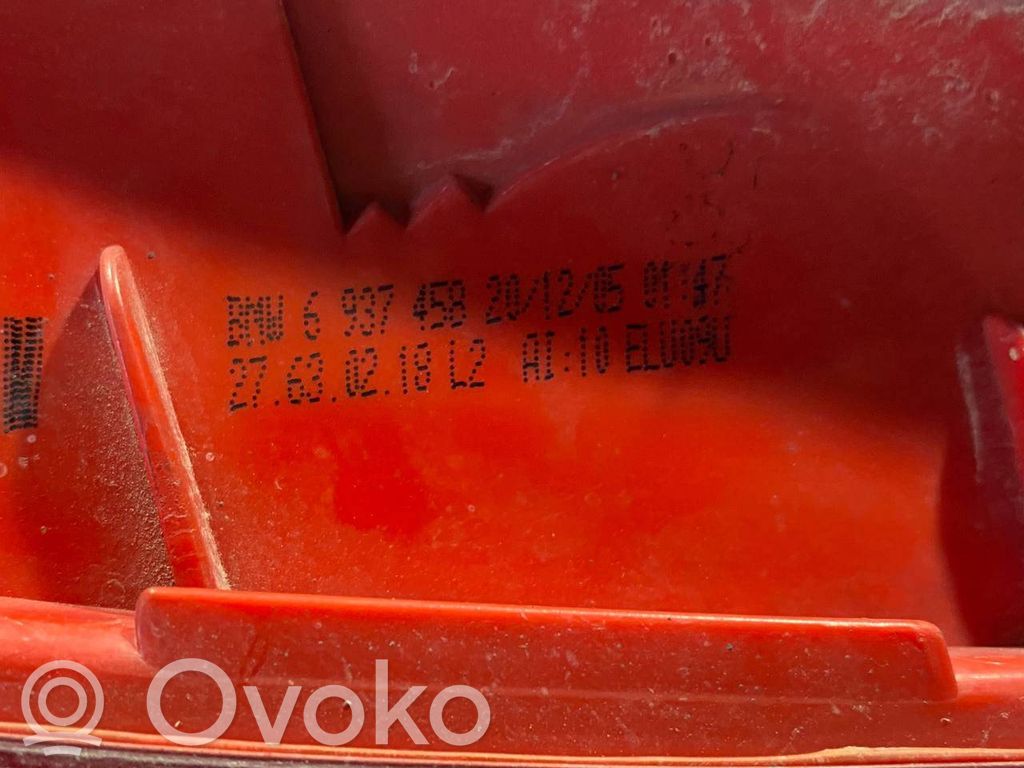 BMW 6 937 458 20/12/05 01:47
27.63.02.18 L2 AI:10 ELU09U
Ovoko